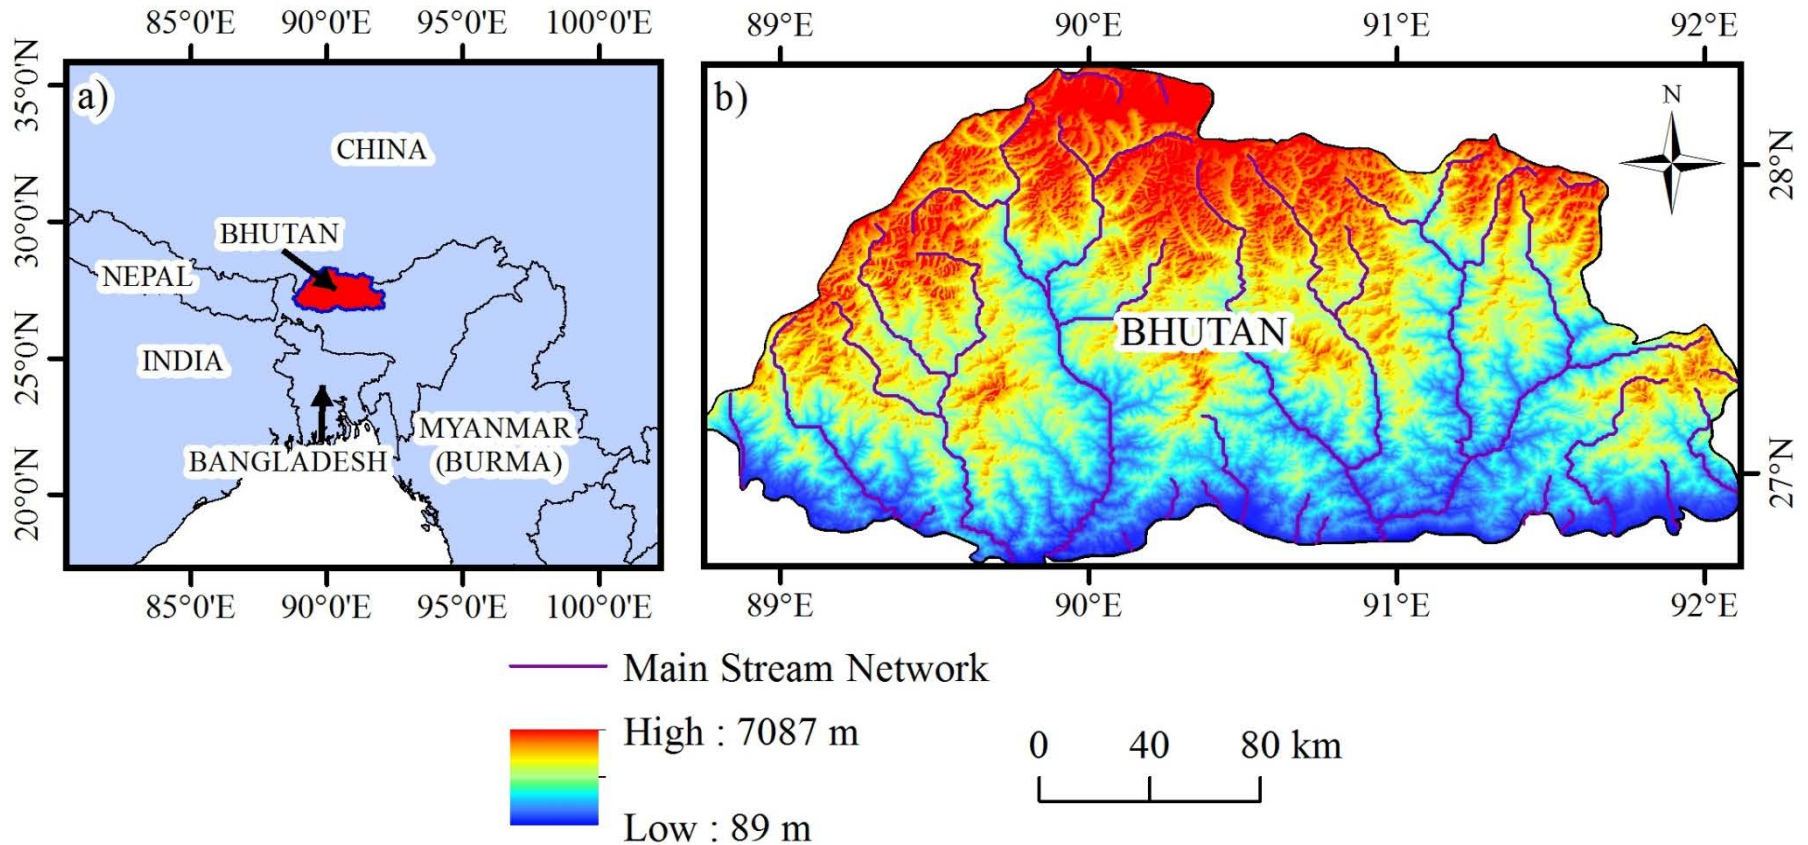 85°0'E 90°0'E 95°0'E 100°0'E
89°E 90°E 91°E 92°E
35°0'N
30°0'N
25°0'N
20°0'N
a)
CHINA
BHUTAN
NEPAL
INDIA
MYANMAR
(BURMA)
BANGLADESH
85°0'E 90°0'E 95°0'E 100°0'E
b)
N
BHUTAN
28°N
27°N
89°E 90°E 91°E 92°E
Main Stream Network
High : 7087 m
Low : 89 m
0 40 80 km